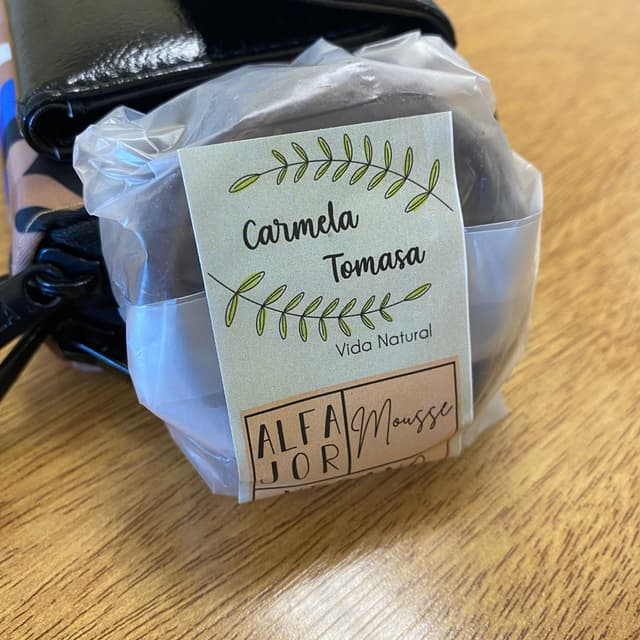 Carmela
Tomasa
Vida Natural
ALFA
JOR
Mousse